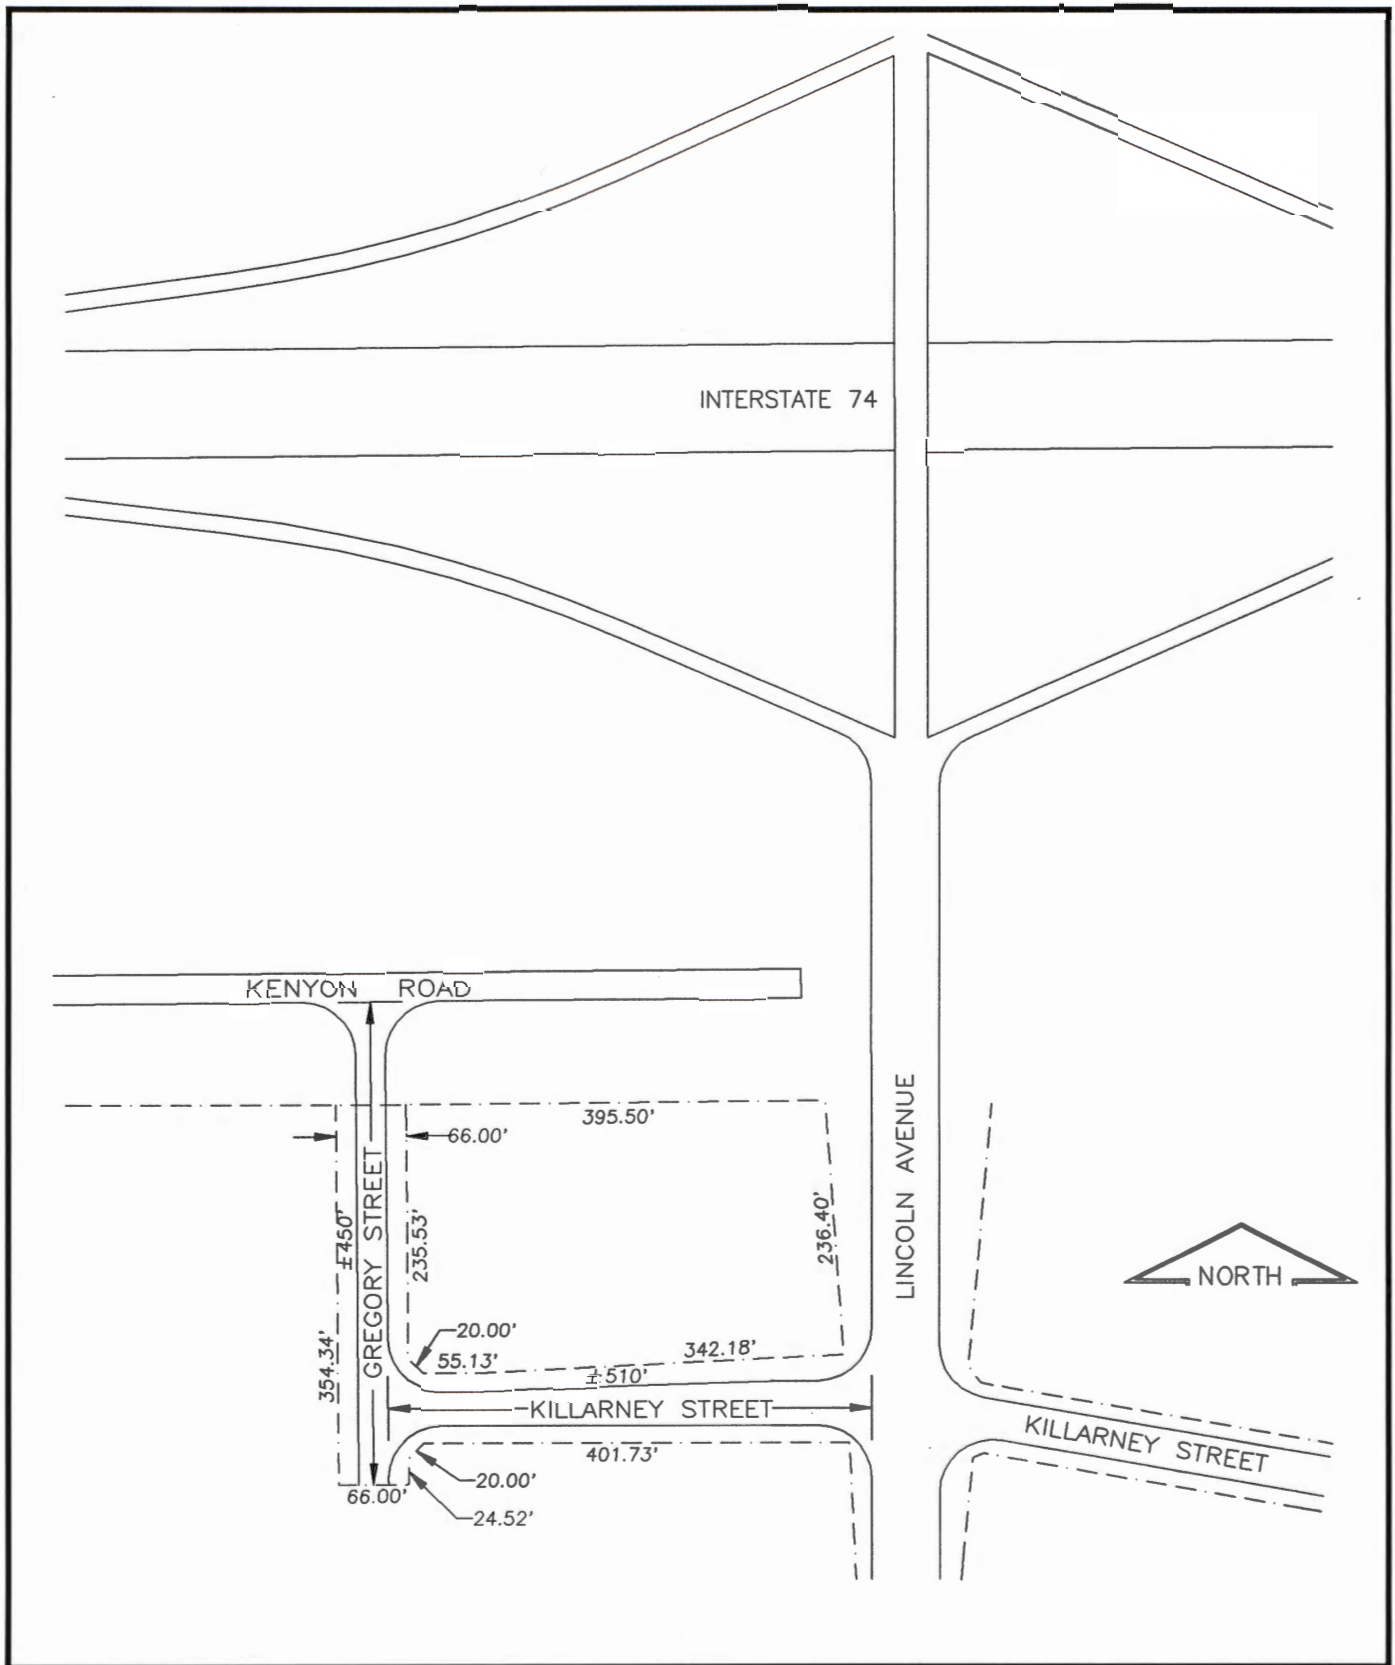 INTERSTATE 74
KENYON ROAD
395.50'
66.00'
LINCOLN AVENUE
±450'
GREGORY STREET
235.53'
236.40'
NORTH
354.34'
20.00'
55.13'
342.18'
±510'
KILLARNEY STREET
KILLARNEY STREET
401.73'
20.00'
66.00'
24.52'